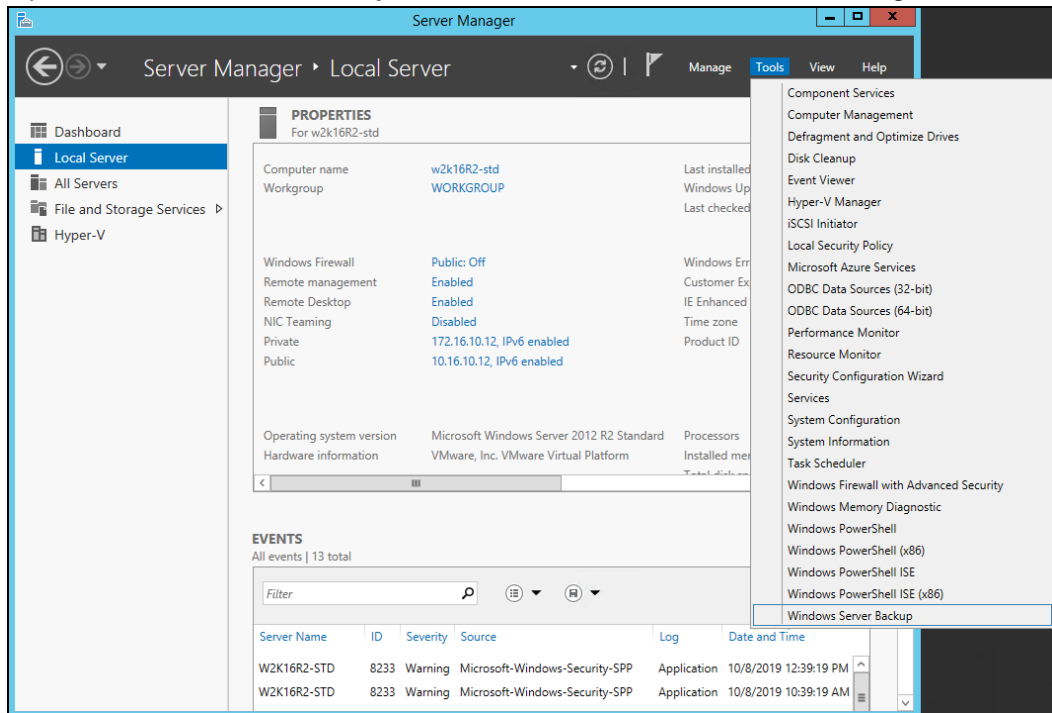 Server Manager
Server Manager • Local Server
Manage Tools View Help
Dashboard
Local Server
All Servers
File and Storage Services
Hyper-V
PROPERTIES
For w2k16R2-std
Computer name w2k16R2-std Last installed
Workgroup WORKGROUP Windows Up
Last checked
Windows Firewall Public: Off Windows Err
Remote management Enabled Customer Ex
Remote Desktop Enabled IE Enhanced
NIC Teaming Disabled Time zone
Private 172.16.10.12, IPv6 enabled Product ID
Public 10.16.10.12, IPv6 enabled
Operating system version Microsoft Windows Server 2012 R2 Standard Processors
Hardware information VMware, Inc. VMware Virtual Platform Installed mer
EVENTS
All events | 13 total
Filter
Server Name ID Severity Source Log Date and Time
W2K16R2-STD 8233 Warning Microsoft-Windows-Security-SPP Application 10/8/2019 12:39:19 PM
W2K16R2-STD 8233 Warning Microsoft-Windows-Security-SPP Application 10/8/2019 10:39:19 AM
Component Services
Computer Management
Defragment and Optimize Drives
Disk Cleanup
Event Viewer
Hyper-V Manager
iSCSI Initiator
Local Security Policy
Microsoft Azure Services
ODBC Data Sources (32-bit)
ODBC Data Sources (64-bit)
Performance Monitor
Resource Monitor
Security Configuration Wizard
Services
System Configuration
System Information
Task Scheduler
Windows Firewall with Advanced Security
Windows Memory Diagnostic
Windows PowerShell
Windows PowerShell (x86)
Windows PowerShell ISE
Windows PowerShell ISE (x86)
Windows Server Backup